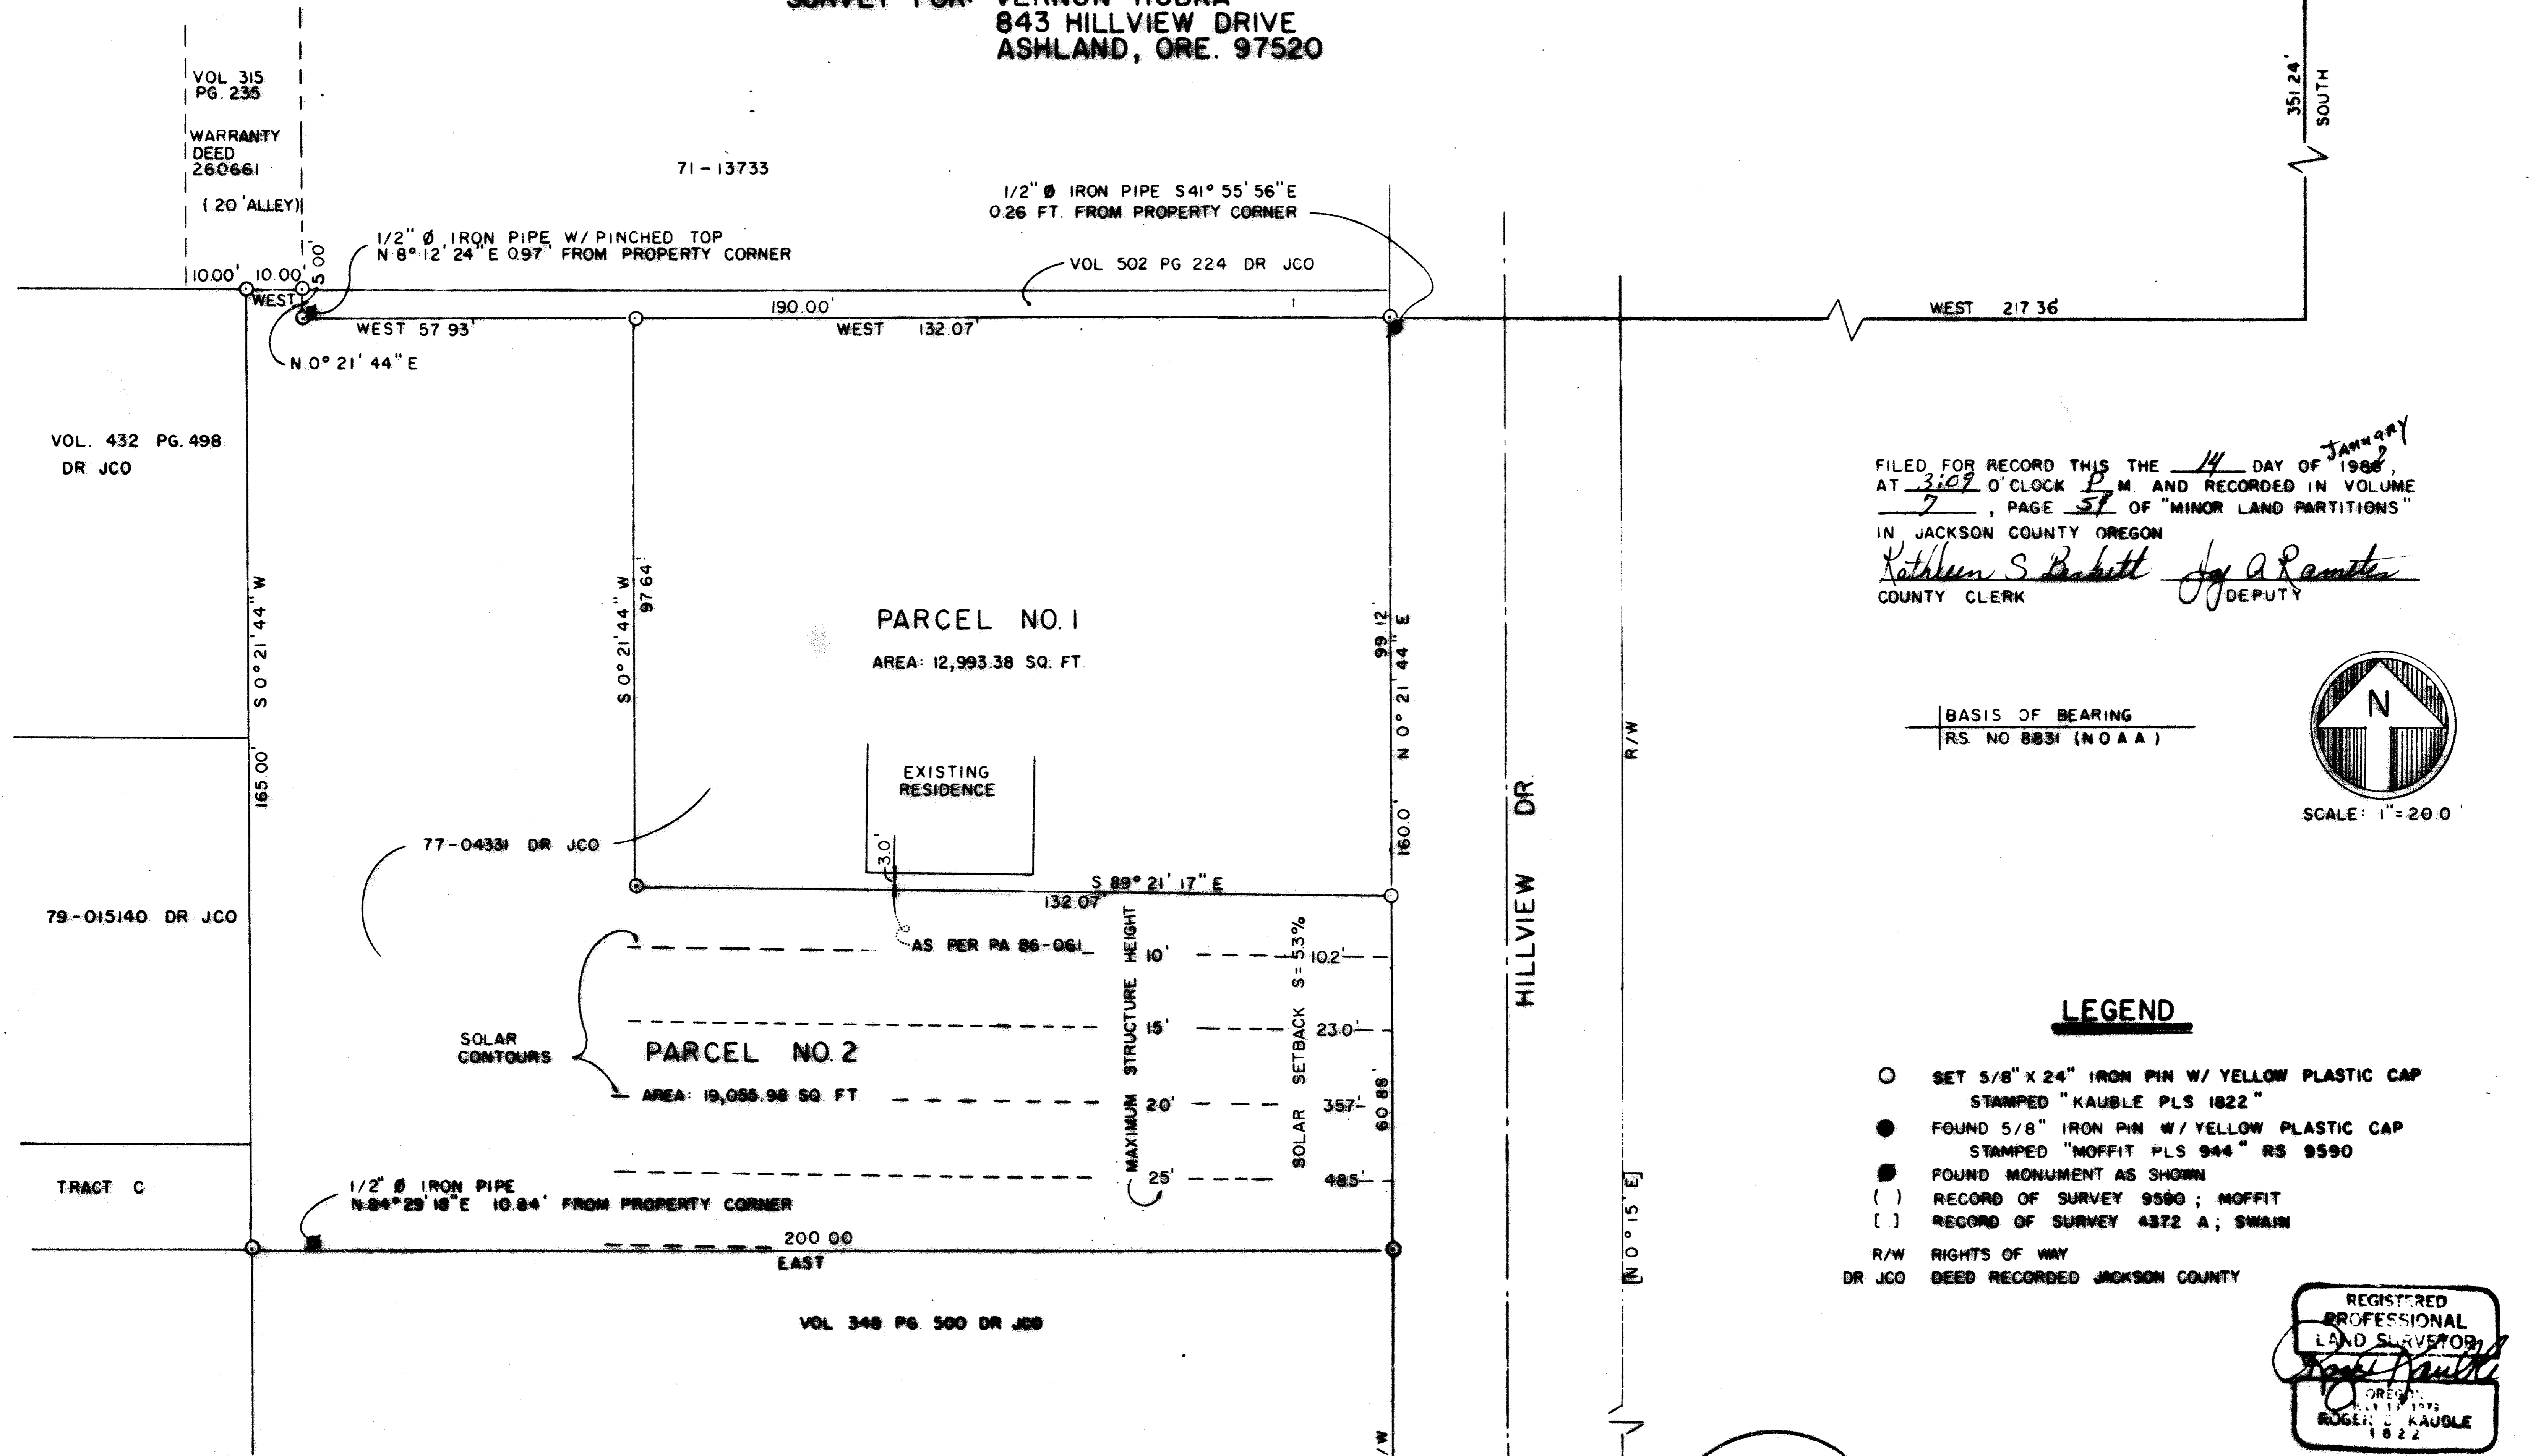 843 HILLVIEW DRIVE
ASHLAND, ORE. 97520
VOL 315
PG. 235
WARRANTY
DEED
260661
( 20' ALLEY)
71-13733
1/2" Ø IRON PIPE S41° 55' 56" E
0.26 FT. FROM PROPERTY CORNER
1/2" Ø IRON PIPE W/ PINCHED TOP
N 8° 12' 24" E 0.97' FROM PROPERTY CORNER
VOL 502 PG 224 DR JCO
351.24'
SOUTH
10.00' 10.00'
5.00'
WEST
190.00'
WEST 57.93'
WEST 132.07'
WEST 217.36'
N 0° 21' 44" E
VOL. 432 PG. 498
DR JCO
S 0° 21' 44" W
165.00'
S 0° 21' 44" W
97.64'
PARCEL NO. 1
AREA: 12,993.38 SQ. FT.
99.12'
N 0° 21' 44" E
160.0'
EXISTING
RESIDENCE
3.0'
77-04331 DR JCO
S 89° 21' 17" E
132.07'
79-015140 DR JCO
AS PER PA 86-061
MAXIMUM STRUCTURE HEIGHT
SOLAR SETBACK S= 5.3%
10' 10.2'
15' 23.0'
20' 35.7'
25' 48.5'
SOLAR
CONTOURS
PARCEL NO. 2
AREA: 19,055.98 SQ. FT.
60.88'
TRACT C
1/2" Ø IRON PIPE
N 84° 29' 18" E 10.84' FROM PROPERTY CORNER
200.00
EAST
VOL 348 PG. 500 DR JCO
HILLVIEW DR.
R/W
[N 0° 15' E]
/W
FILED FOR RECORD THIS THE 14 DAY OF January
AT 3:09 O'CLOCK P M AND RECORDED IN VOLUME
7, PAGE OF "MINOR LAND PARTITIONS"
IN JACKSON COUNTY OREGON
COUNTY CLERK DEPUTY
BASIS OF BEARING
RS. NO. 8831 (NOAA)
N
SCALE: 1"=20.0'
LEGEND
SET 5/8" X 24" IRON PIN W/ YELLOW PLASTIC CAP
STAMPED "KAUBLE PLS 1822"
FOUND 5/8" IRON PIN W/ YELLOW PLASTIC CAP
STAMPED "MOFFIT PLS 944" RS 9590
FOUND MONUMENT AS SHOWN
( ) RECORD OF SURVEY 9590 ; MOFFIT
[ ] RECORD OF SURVEY 4372 A; SWAIN
R/W RIGHTS OF WAY
DR JCO DEED RECORDED JACKSON COUNTY
REGISTERED
PROFESSIONAL
LAND SURVEYOR
Roger Kauble
OREGON
ROGER KAUBLE
1822